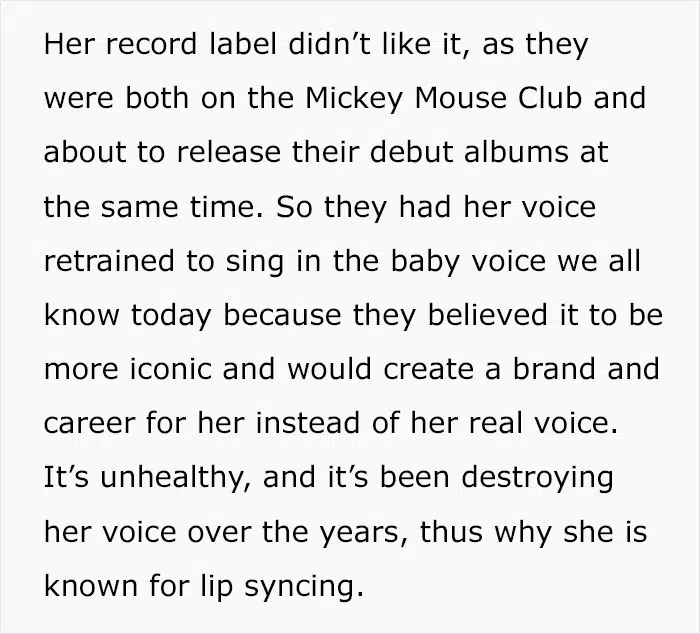 Her record label didn’t like it, as they
were both on the Mickey Mouse Club and
about to release their debut albums at
the same time. So they had her voice
retrained to sing in the baby voice we all
know today because they believed it to be
more iconic and would create a brand and
career for her instead of her real voice.
It’s unhealthy, and it’s been destroying
her voice over the years, thus why she is
known for lip syncing.